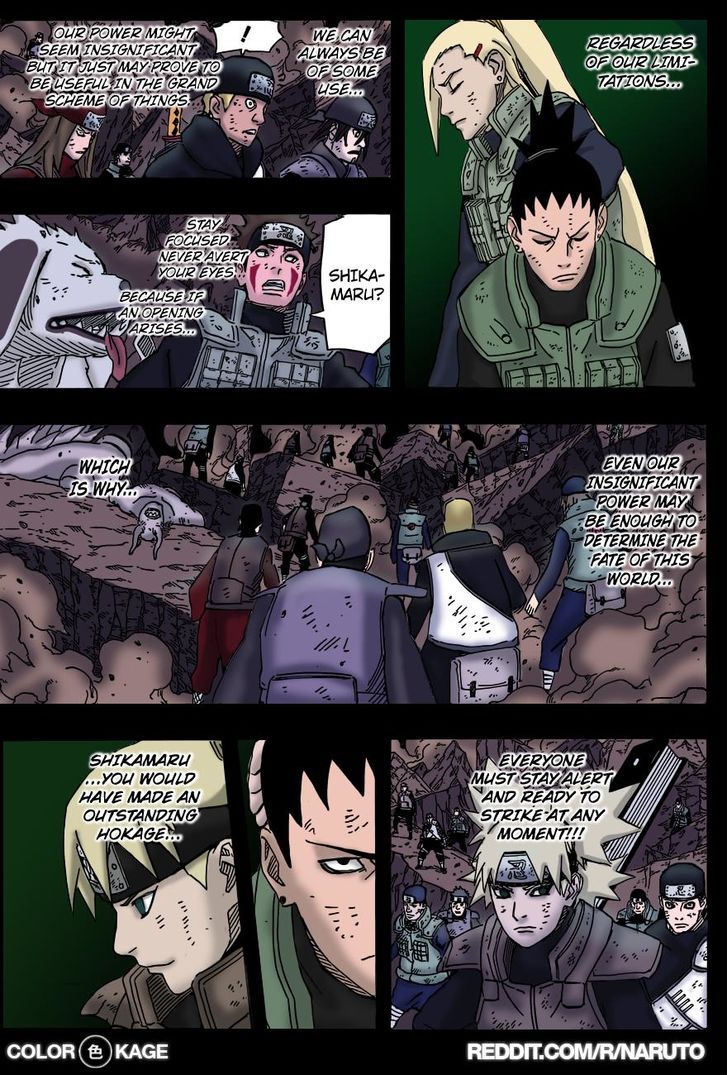 REGARDLESS
OF OUR LIMI-
TATIONS...
WE CAN
ALWAYS BE
OF SOME
USE...
!
OUR POWER MIGHT
SEEM INSIGNIFICANT
BUT IT JUST MAY PROVE TO
BE USEFUL IN THE GRAND
SCHEME OF THINGS
SHIKA-
MARU?
STAY
FOCUSED.
NEVER AVERT
YOUR EYES.
BECAUSE IF
AN OPENING
ARISES...
EVEN OUR
INSIGNIFICANT
POWER MAY
BE ENOUGH TO
DETERMINE THE
FATE OF THIS
WORLD...
WHICH
IS WHY...
EVERYONE
MUST STAY ALERT
AND READY TO
STRIKE AT ANY
MOMENT!!!
忍
SHIKAMARU
...YOU WOULD
HAVE MADE AN
OUTSTANDING
HOKAGE...
COLOR 色 KAGE
REDDIT.COM/R/NARUTO